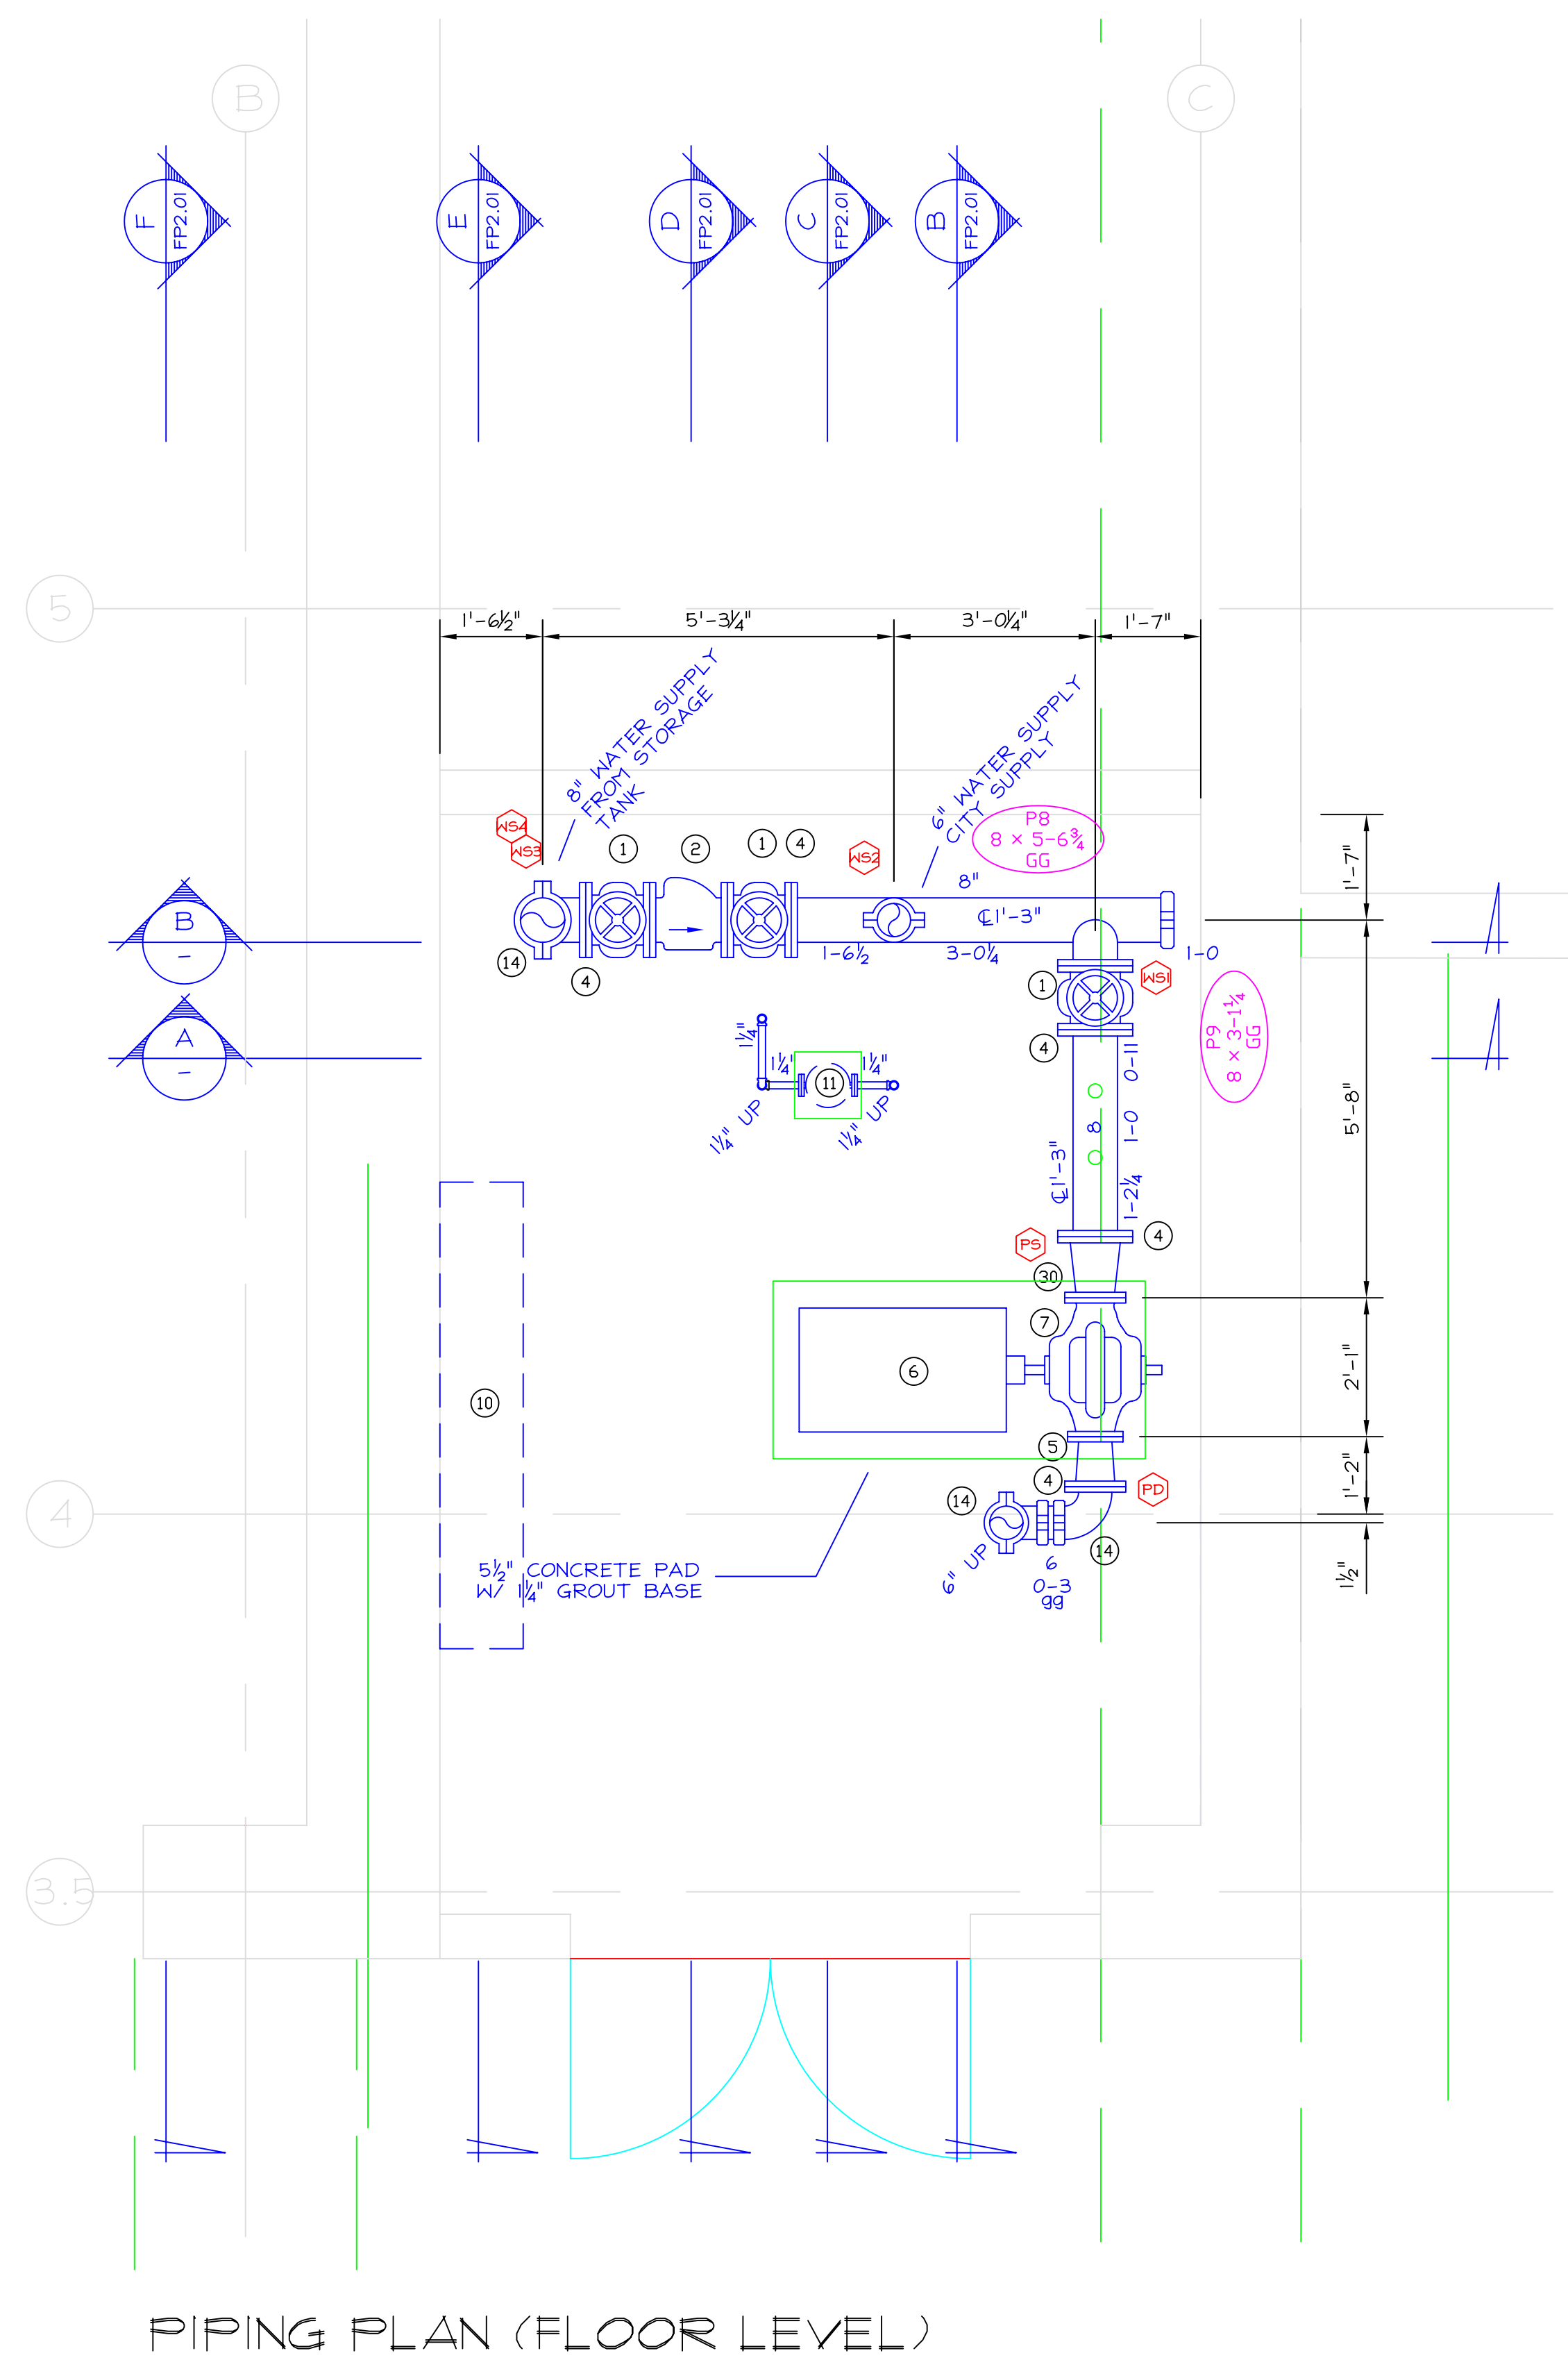 B
C
F
FP2.01
E
FP2.01
D
FP2.01
C
FP2.01
B
FP2.01
5
1'-6½"
5'-3¼"
3'-0¼"
1'-7"
8" WATER SUPPLY
FROM STORAGE
TANK
6" WATER SUPPLY
CITY SUPPLY
P8
8 × 5-6¾
GG
WS4
WS3
1
2
1
4
WS2
8"
℄1'-3"
1'-7"
B
-
14
4
1-6½
3-0¼
1-0
1
WS1
A
-
4
P9
8 × 3-1¼
GG
1¼"
1¼"
11
1¼"
1¼" UP
1¼" UP
0-11
8
1-0
℄1'-3"
1-2¼
5'-8"
PS
4
30
7
6
10
2'-1"
5
4
PD
1'-2"
4
14
14
5½" CONCRETE PAD
W/ 1¼" GROUT BASE
6" UP
6
0-3
gg
1½"
3.5
PIPING PLAN (FLOOR LEVEL)